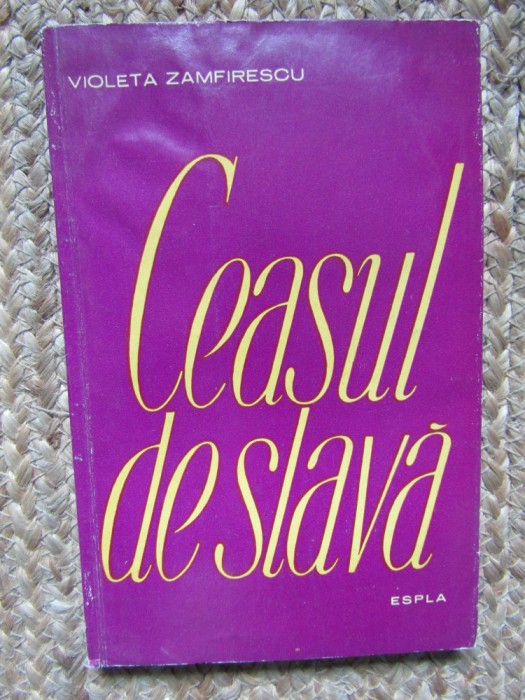 VIOLETA ZAMFIRESCU
Ceasul
de slavă
ESPLA